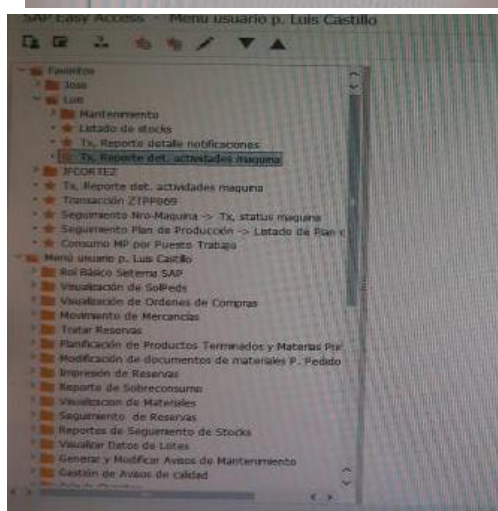 SAP Easy Access - Menú usuario p. Luis Castillo
Favoritos
Jose
Luis
Mantenimiento
Listado de stocks
Tx, Reporte detalle notificaciones
Tx, Reporte det. actividades maquina
JFCORTEZ
Tx, Reporte det. actividades maquina
Transacción ZTPP069
Seguimiento Nro-Maquina -> Tx, status maquina
Seguimiento Plan de Producción -> Listado de Plan
Consumo MP por Puesto Trabajo
Menú usuario p. Luis Castillo
Rol Básico Sistema SAP
Visualización de SolPeds
Visualización de Ordenes de Compras
Movimiento de Mercancías
Tratar Reservas
Planificación de Productos Terminados y Materias
Modificación de documentos de materiales P. Pedido
Impresión de Reservas
Reporte de Sobreconsumo
Visualización de Materiales
Seguimiento de Reservas
Reportes de Seguimiento de Stocks
Visualizar Datos de Lotes
Generar y Modificar Avisos de Mantenimiento
Gestión de Avisos de calidad